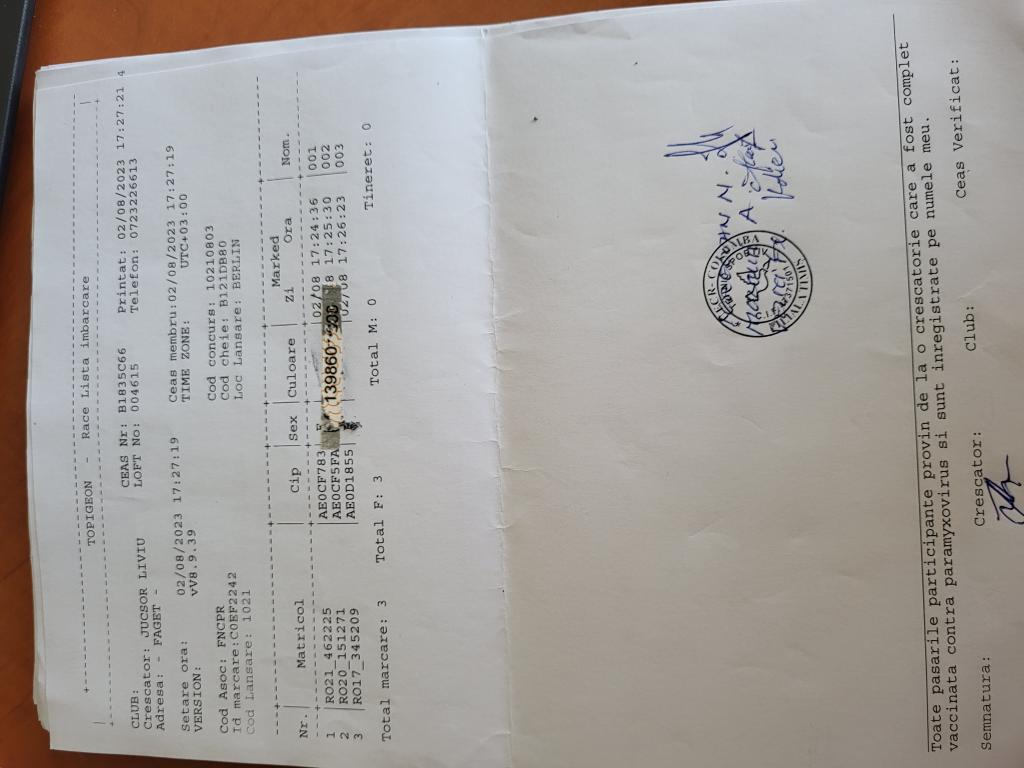 TOPIGEON - Race Lista imbarcare
CLUB: CEAS Nr: B1835C66 Printat: 02/08/2023 17:27:21 4
Crescator: JUCSOR LIVIU LOFT No: 004615 Telefon: 0723226613
Adresa: - FAGET -
Setare ora: 02/08/2023 17:27:19 Ceas membru:02/08/2023 17:27:19
VERSION: vV8.9.39 TIME ZONE: UTC+03:00
Cod Asoc: FNCPR Cod concurs: 10210803
Id marcare:C0EF2242 Cod cheie: B121DB80
Cod Lansare: 1021 Loc Lansare: BERLIN
Marked
Nr.| Matricol | Cip |Sex |Culoare | Zi Ora | Nom.
1 | RO21_462225 |AE0CF783| 02/08 17:24:36 |001
2 | RO20_151271 |AE0CF5FA 139860 17:25:30 |002
3 | RO17_345209 |AE0D1855 | 02/08 17:26:23 |003
Total marcare: 3 Total F: 3 Total M: 0 Tineret: 0
COLUMBA
Toate pasarile participante provin de la o crescatorie care a fost complet
vaccinata contra paramyxovirus si sunt inregistrate pe numele meu.
Semnatura: Crescator: Club: Ceaş Verificat: